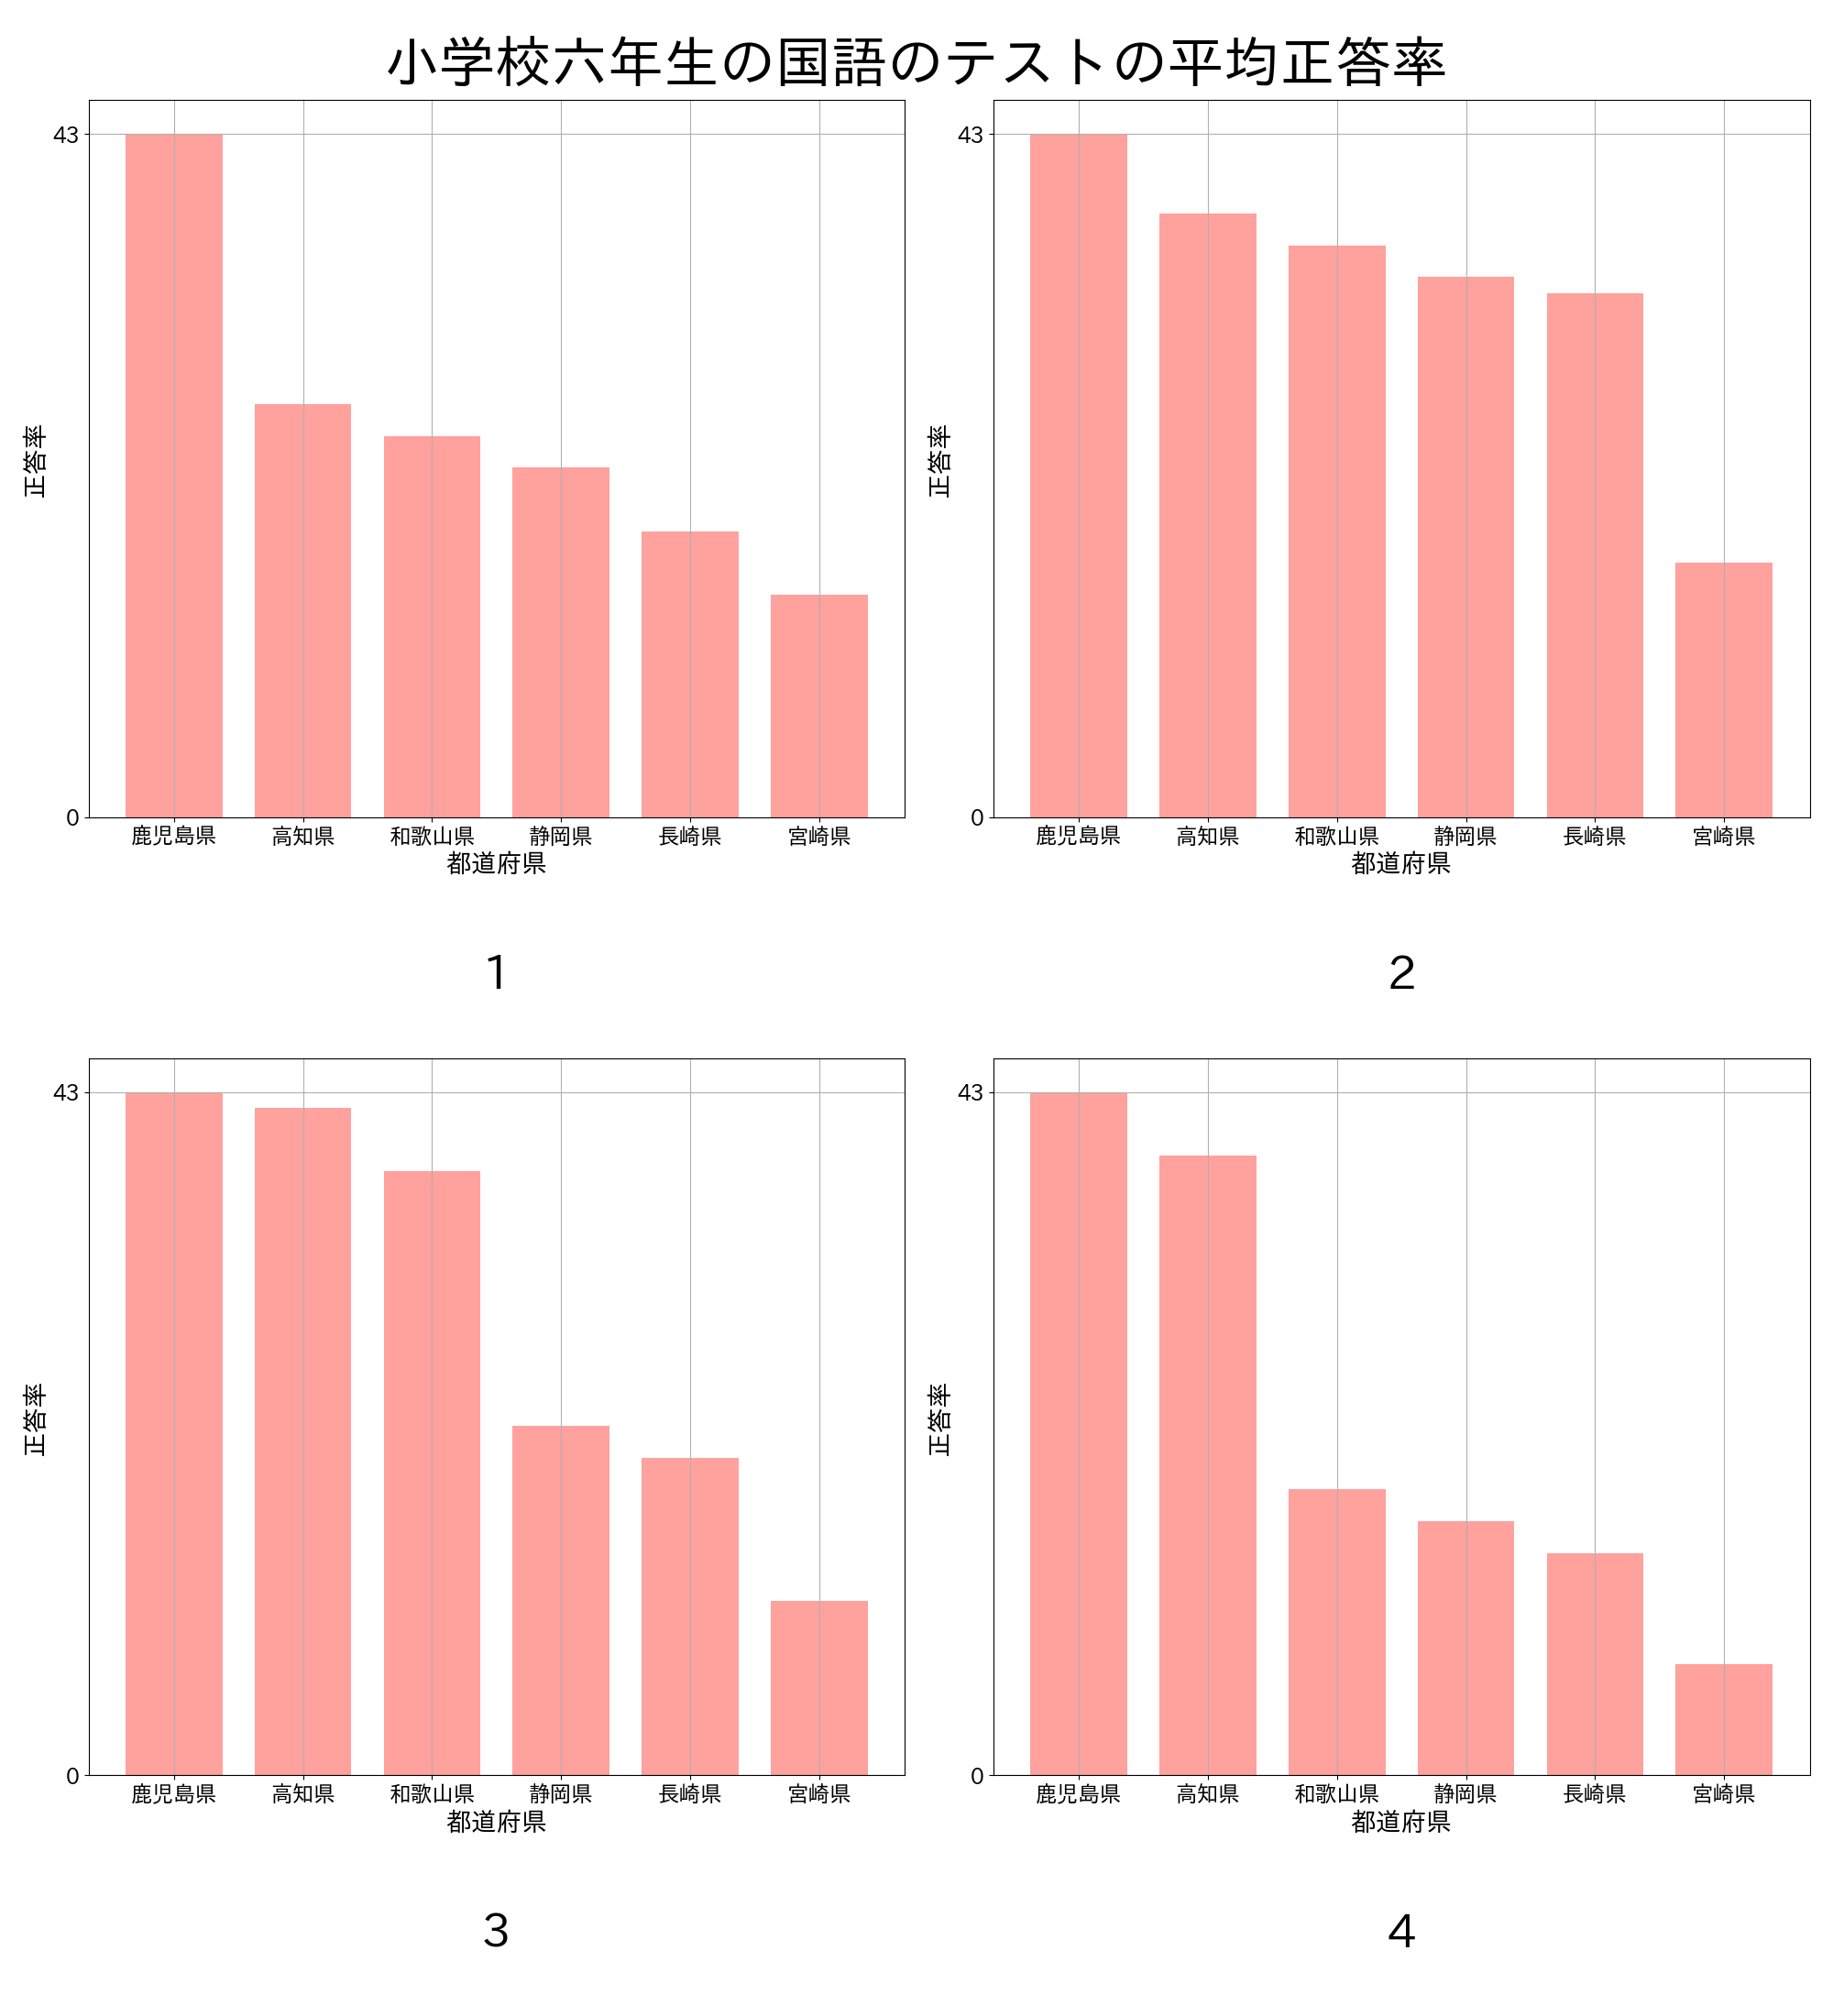 小学校六年生の国語のテストの平均正答率
43
0
正答率
鹿児島県 高知県 和歌山県 静岡県 長崎県 宮崎県
都道府県
1
43
0
正答率
鹿児島県 高知県 和歌山県 静岡県 長崎県 宮崎県
都道府県
2
43
0
正答率
鹿児島県 高知県 和歌山県 静岡県 長崎県 宮崎県
都道府県
3
43
0
正答率
鹿児島県 高知県 和歌山県 静岡県 長崎県 宮崎県
都道府県
4